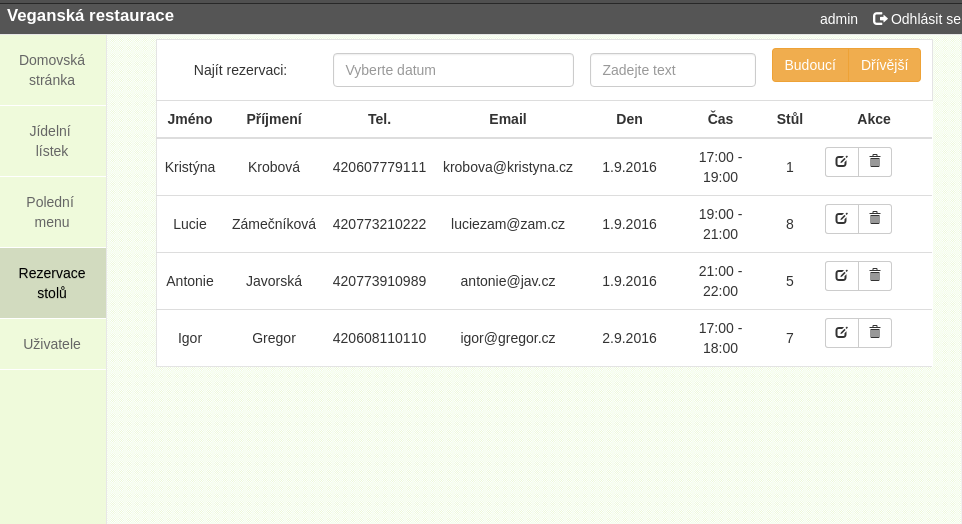 Veganská restaurace
admin Odhlásit se
Domovská
stránka
Jídelní
lístek
Polední
menu
Rezervace
stolů
Uživatele
Najít rezervaci: Vyberte datum Zadejte text Budoucí Dřívější
Jméno Příjmení Tel. Email Den Čas Stůl Akce
Kristýna Krobová 420607779111 krobova@kristyna.cz 1.9.2016 17:00 -
19:00 1
Lucie Zámečníková 420773210222 luciezam@zam.cz 1.9.2016 19:00 -
21:00 8
Antonie Javorská 420773910989 antonie@jav.cz 1.9.2016 21:00 -
22:00 5
Igor Gregor 420608110110 igor@gregor.cz 2.9.2016 17:00 -
18:00 7